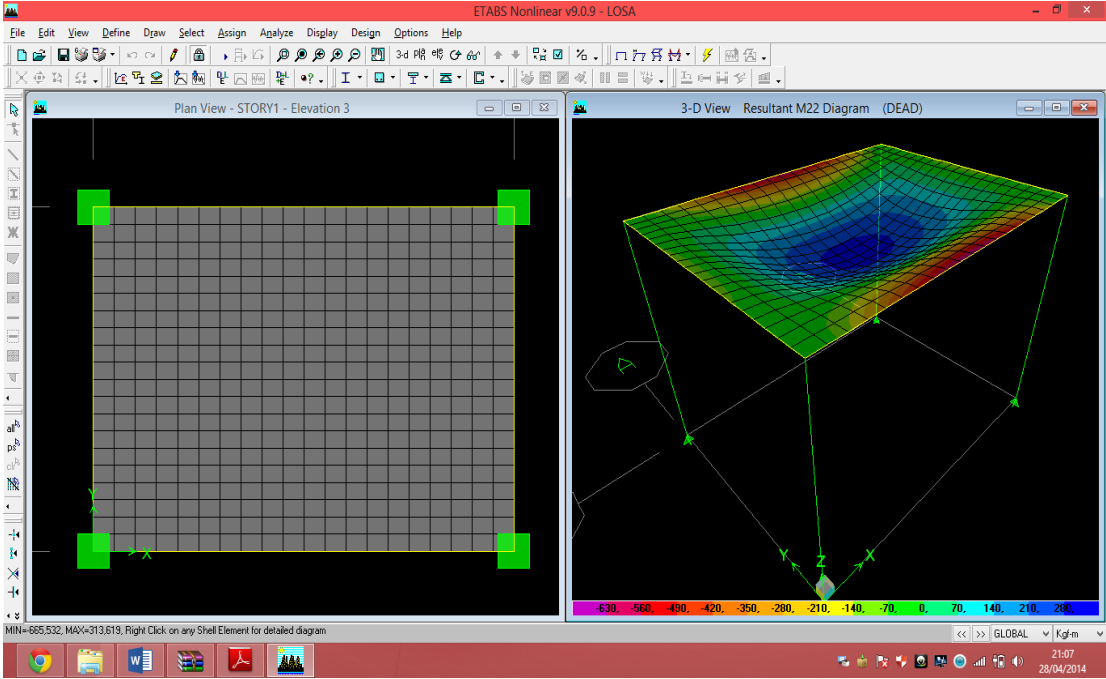 ETABS Nonlinear v9.0.9 - LOSA
File Edit View Define Draw Select Assign Analyze Display Design Options Help
3-d
all
ps
clr
Plan View - STORY1 - Elevation 3
Y
X
3-D View Resultant M22 Diagram (DEAD)
A
Y Z X
-630, -560, -490, -420, -350, -280, -210, -140, -70, 0, 70, 140, 210, 280,
MIN=-665,532, MAX=313,619, Right Click on any Shell Element for detailed diagram
<< >> GLOBAL Kgf-m
21:07
28/04/2014